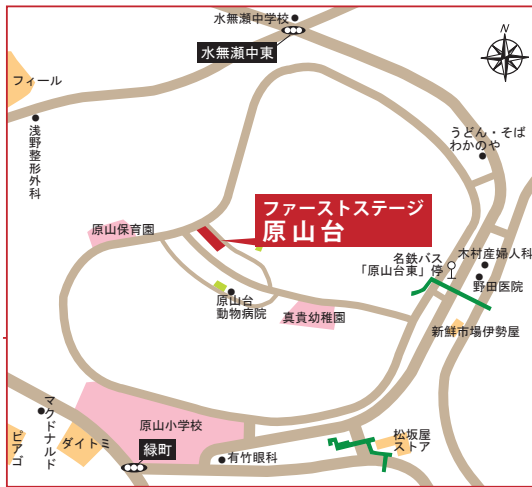 水無瀬中学校
水無瀬中東
N
フィール
浅野整形外科
うどん・そば
わかのや
ファーストステージ
原山台
原山保育園
名鉄バス
「原山台東」停
木村産婦人科
野田医院
原山台
動物病院
真貴幼稚園
新鮮市場伊勢屋
マクドナルド
ピアゴ
ダイトミ
原山小学校
緑町
有竹眼科
松坂屋
ストア